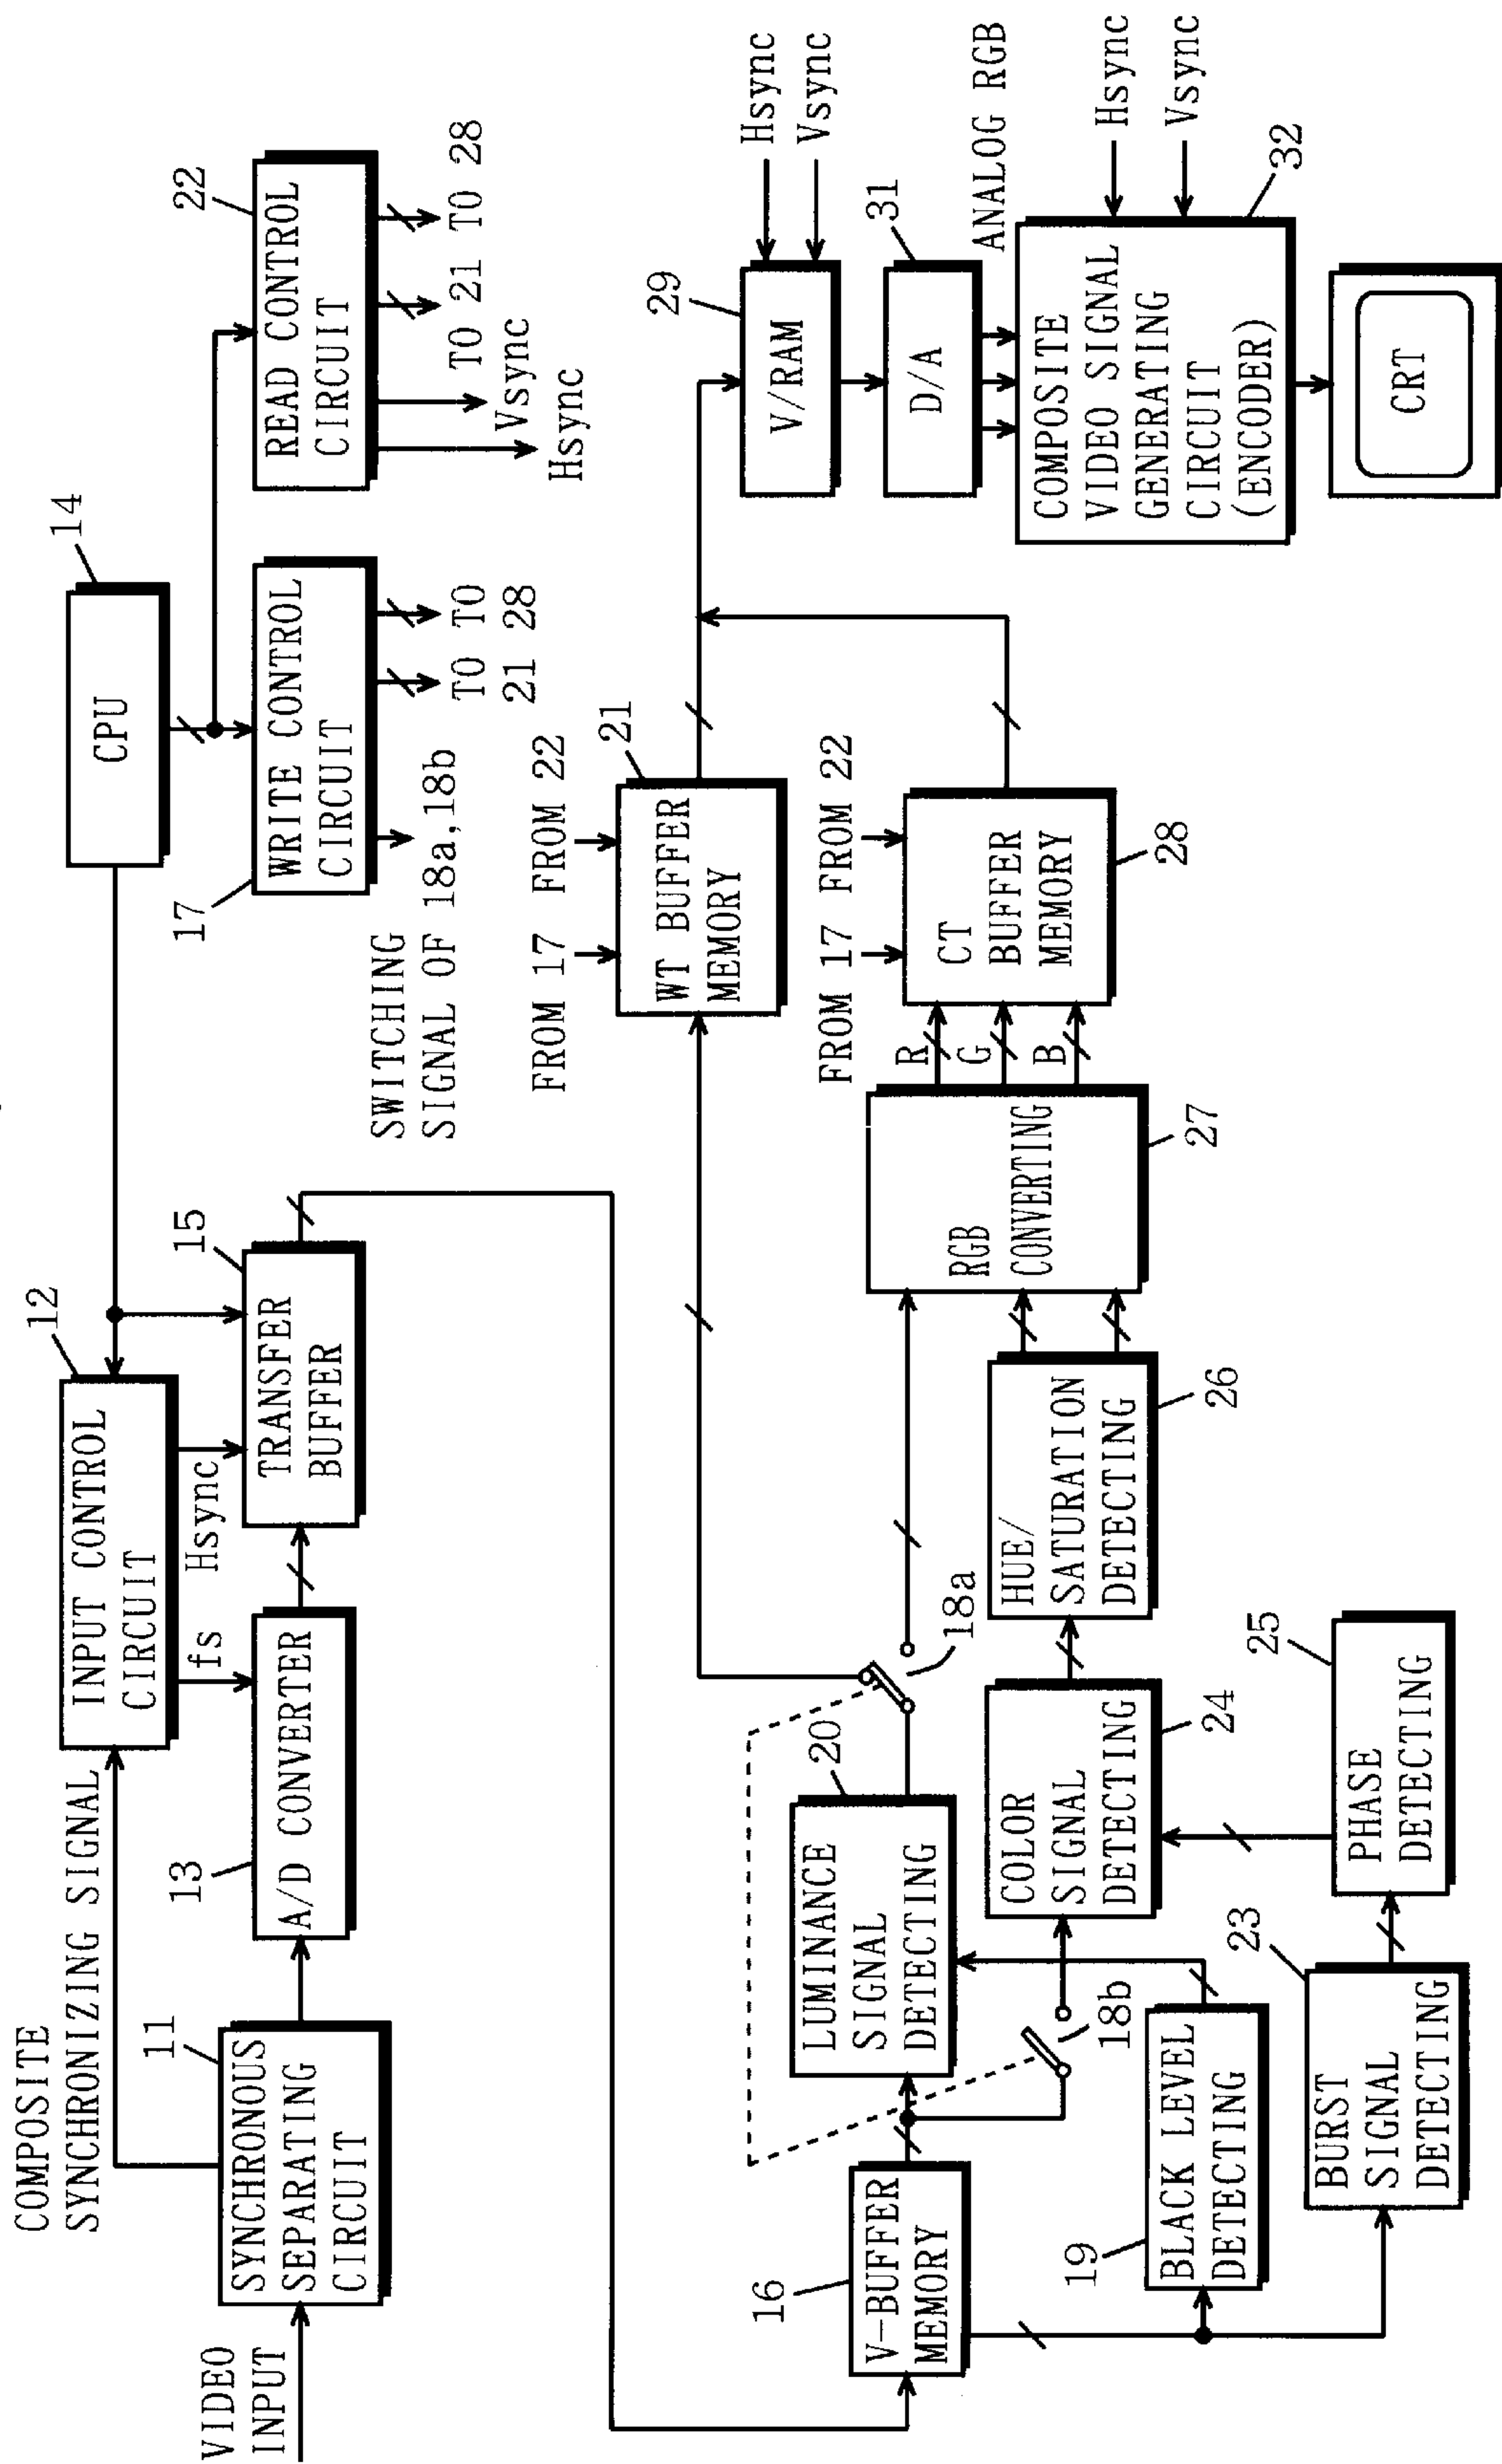 COMPOSITE
SYNCHRONIZING SIGNAL
VIDEO
INPUT
11
SYNCHRONOUS
SEPARATING
CIRCUIT
12
INPUT CONTROL
CIRCUIT
fs
Hsync
13
A/D CONVERTER
15
TRANSFER
BUFFER
14
CPU
17
WRITE CONTROL
CIRCUIT
SWITCHING
SIGNAL OF 18a,18b
TO TO
21 28
22
READ CONTROL
CIRCUIT
TO 21 TO 28
Vsync
Hsync
16
V-BUFFER
MEMORY
20
LUMINANCE
SIGNAL
DETECTING
18a
18b
19
BLACK LEVEL
DETECTING
23
BURST
SIGNAL
DETECTING
24
COLOR
SIGNAL
DETECTING
25
PHASE
DETECTING
26
HUE/
SATURATION
DETECTING
27
RGB
CONVERTING
R
G
B
FROM 17 FROM 22
21
WT BUFFER
MEMORY
FROM 17 FROM 22
28
CT
BUFFER
MEMORY
29
V/RAM
Hsync
Vsync
31
D/A
ANALOG RGB
32
COMPOSITE
VIDEO SIGNAL
GENERATING
CIRCUIT
(ENCODER)
Hsync
Vsync
CRT